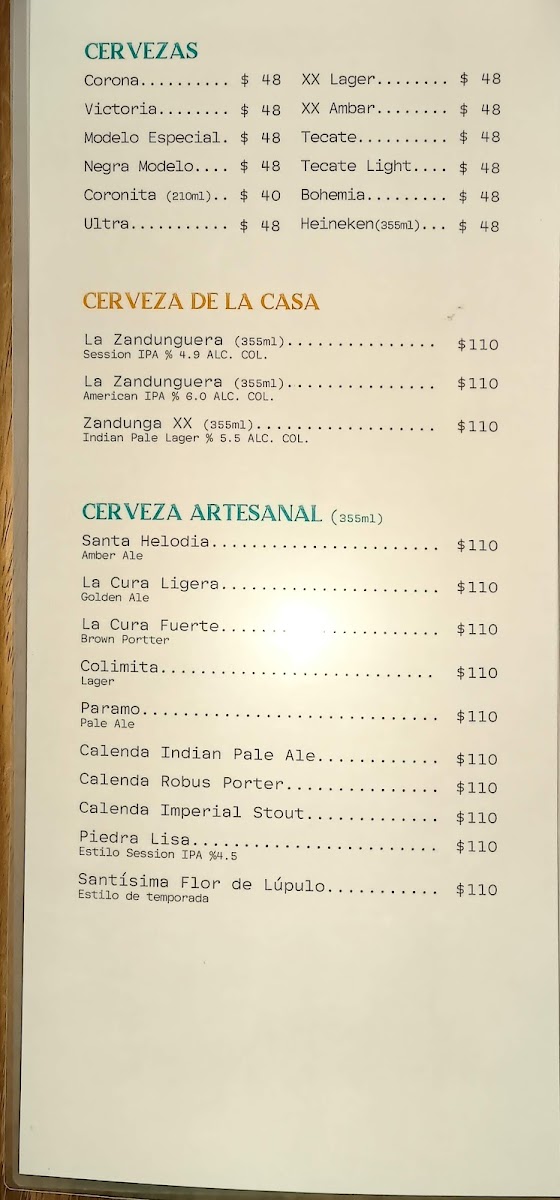 CERVEZAS
Corona.......... $ 48 XX Lager........ $ 48
Victoria........ $ 48 XX Ambar........ $ 48
Modelo Especial. $ 48 Tecate.......... $ 48
Negra Modelo.... $ 48 Tecate Light.... $ 48
Coronita (210ml).. $ 40 Bohemia......... $ 48
Ultra........... $ 48 Heineken(355ml)... $ 48
CERVEZA DE LA CASA
La Zandunguera (355ml)............... $110
Session IPA % 4.9 ALC. COL.
La Zandunguera (355ml)............... $110
American IPA % 6.0 ALC. COL.
Zandunga XX (355ml).................. $110
Indian Pale Lager % 5.5 ALC. COL.
CERVEZA ARTESANAL (355ml)
Santa Helodia....................... $110
Amber Ale
La Cura Ligera...................... $110
Golden Ale
La Cura Fuerte...................... $110
Brown Portter
Colimita............................ $110
Lager
Paramo.............................. $110
Pale Ale
Calenda Indian Pale Ale............ $110
Calenda Robus Porter............... $110
Calenda Imperial Stout............. $110
Piedra Lisa......................... $110
Estilo Session IPA %4.5
Santísima Flor de Lúpulo........... $110
Estilo de temporada